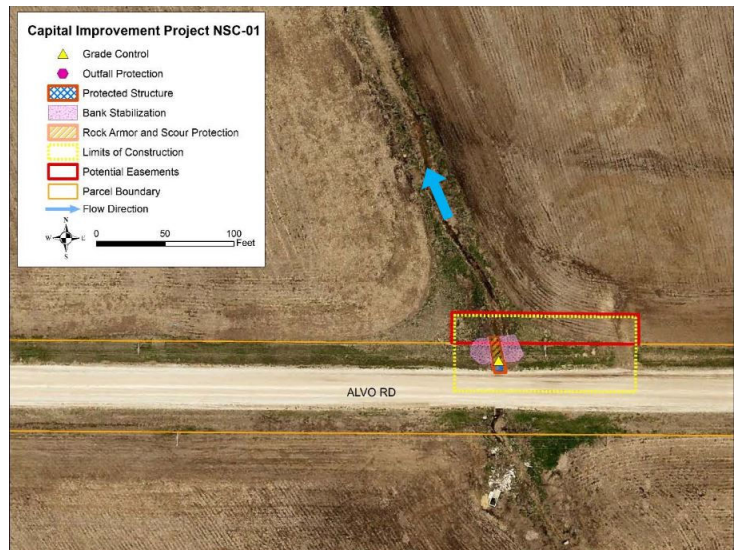 Capital Improvement Project NSC-01
Grade Control
Outfall Protection
Protected Structure
Bank Stabilization
Rock Armor and Scour Protection
Limits of Construction
Potential Easements
Parcel Boundary
Flow Direction
N
W E
S
0 50 100
Feet
ALVO RD